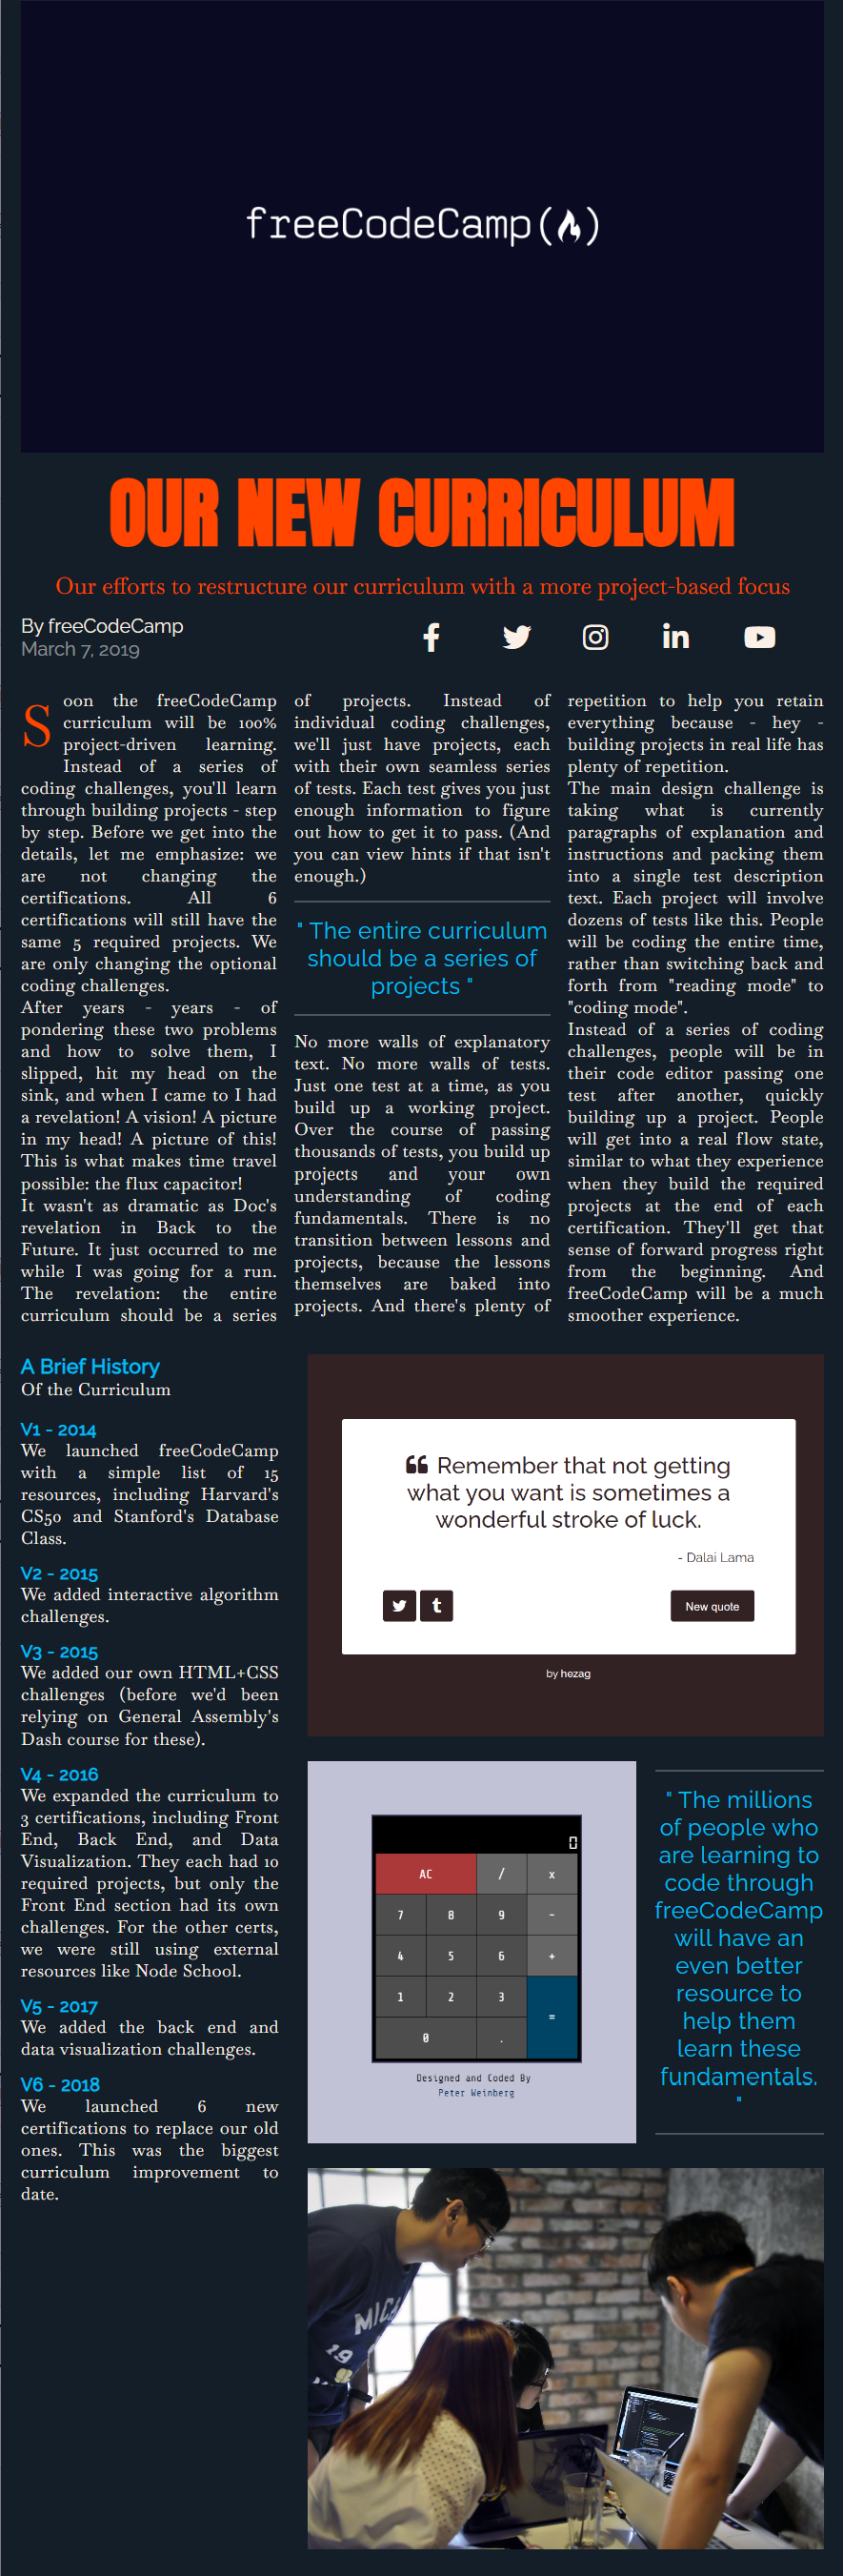 freeCodeCamp(🔥)
OUR NEW CURRICULUM
Our efforts to restructure our curriculum with a more project-based focus
By freeCodeCamp
March 7, 2019
Soon the freeCodeCamp
curriculum will be 100%
project-driven learning.
Instead of a series of
coding challenges, you'll learn
through building projects - step
by step. Before we get into the
details, let me emphasize: we
are not changing the
certifications. All 6
certifications will still have the
same 5 required projects. We
are only changing the optional
coding challenges.
After years - years - of
pondering these two problems
and how to solve them, I
slipped, hit my head on the
sink, and when I came to I had
a revelation! A vision! A picture
in my head! A picture of this!
This is what makes time travel
possible: the flux capacitor!
It wasn't as dramatic as Doc's
revelation in Back to the
Future. It just occurred to me
while I was going for a run.
The revelation: the entire
curriculum should be a series
of projects. Instead of
individual coding challenges,
we'll just have projects, each
with their own seamless series
of tests. Each test gives you just
enough information to figure
out how to get it to pass. (And
you can view hints if that isn't
enough.)
" The entire curriculum
should be a series of
projects "
No more walls of explanatory
text. No more walls of tests.
Just one test at a time, as you
build up a working project.
Over the course of passing
thousands of tests, you build up
projects and your own
understanding of coding
fundamentals. There is no
transition between lessons and
projects, because the lessons
themselves are baked into
projects. And there's plenty of
repetition to help you retain
everything because - hey -
building projects in real life has
plenty of repetition.
The main design challenge is
taking what is currently
paragraphs of explanation and
instructions and packing them
into a single test description
text. Each project will involve
dozens of tests like this. People
will be coding the entire time,
rather than switching back and
forth from "reading mode" to
"coding mode".
Instead of a series of coding
challenges, people will be in
their code editor passing one
test after another, quickly
building up a project. People
will get into a real flow state,
similar to what they experience
when they build the required
projects at the end of each
certification. They'll get that
sense of forward progress right
from the beginning. And
freeCodeCamp will be a much
smoother experience.
A Brief History
Of the Curriculum
V1 - 2014
We launched freeCodeCamp
with a simple list of 15
resources, including Harvard's
CS50 and Stanford's Database
Class.
V2 - 2015
We added interactive algorithm
challenges.
V3 - 2015
We added our own HTML+CSS
challenges (before we'd been
relying on General Assembly's
Dash course for these).
V4 - 2016
We expanded the curriculum to
3 certifications, including Front
End, Back End, and Data
Visualization. They each had 10
required projects, but only the
Front End section had its own
challenges. For the other certs,
we were still using external
resources like Node School.
V5 - 2017
We added the back end and
data visualization challenges.
V6 - 2018
We launched 6 new
certifications to replace our old
ones. This was the biggest
curriculum improvement to
date.
“ Remember that not getting
what you want is sometimes a
wonderful stroke of luck.
- Dalai Lama
New quote
by hezag
0
AC / x
7 8 9 -
4 5 6 +
1 2 3 =
0 .
Designed and Coded By
Peter Weinberg
" The millions
of people who
are learning to
code through
freeCodeCamp
will have an
even better
resource to
help them
learn these
fundamentals.
"
MICH
19